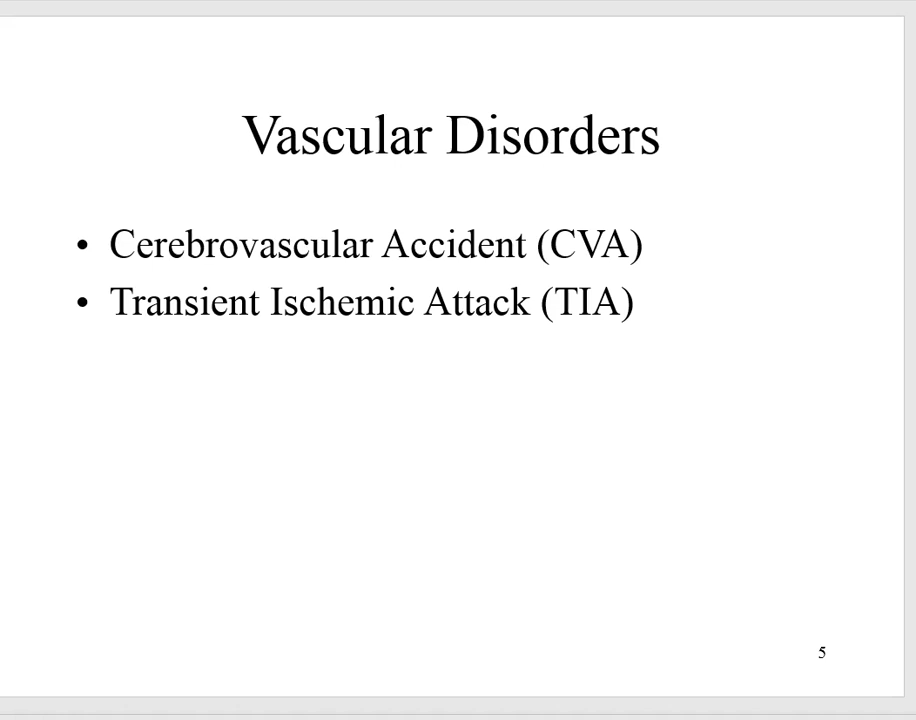 Vascular Disorders
• Cerebrovascular Accident (CVA)
• Transient Ischemic Attack (TIA)
5